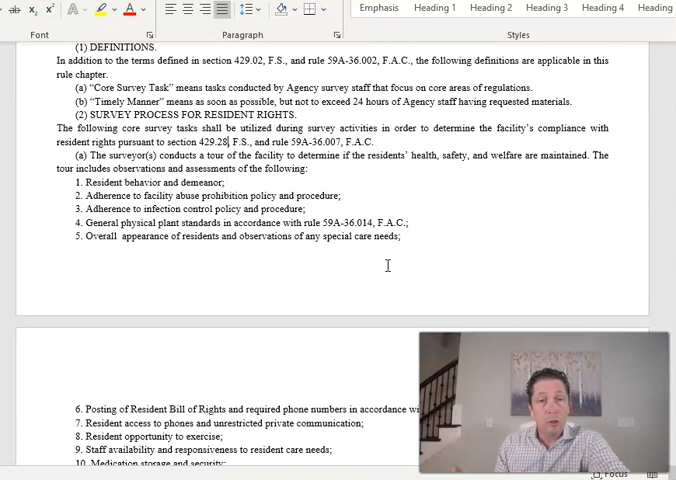 Emphasis Heading 1 Heading 2 Heading 3 Heading 4 Heading
Font Paragraph Styles
(1) DEFINITIONS.
In addition to the terms defined in section 429.02, F.S., and rule 59A-36.002, F.A.C., the following definitions are applicable in this
rule chapter.
(a) “Core Survey Task” means tasks conducted by Agency survey staff that focus on core areas of regulations.
(b) “Timely Manner” means as soon as possible, but not to exceed 24 hours of Agency staff having requested materials.
(2) SURVEY PROCESS FOR RESIDENT RIGHTS.
The following core survey tasks shall be utilized during survey activities in order to determine the facility’s compliance with
resident rights pursuant to section 429.28, F.S., and rule 59A-36.007, F.A.C.
(a) The surveyor(s) conducts a tour of the facility to determine if the residents’ health, safety, and welfare are maintained. The
tour includes observations and assessments of the following:
1. Resident behavior and demeanor;
2. Adherence to facility abuse prohibition policy and procedure;
3. Adherence to infection control policy and procedure;
4. General physical plant standards in accordance with rule 59A-36.014, F.A.C.;
5. Overall appearance of residents and observations of any special care needs;
6. Posting of Resident Bill of Rights and required phone numbers in accordance wi
7. Resident access to phones and unrestricted private communication;
8. Resident opportunity to exercise;
9. Staff availability and responsiveness to resident care needs;
10. Medication storage and security;
Focus